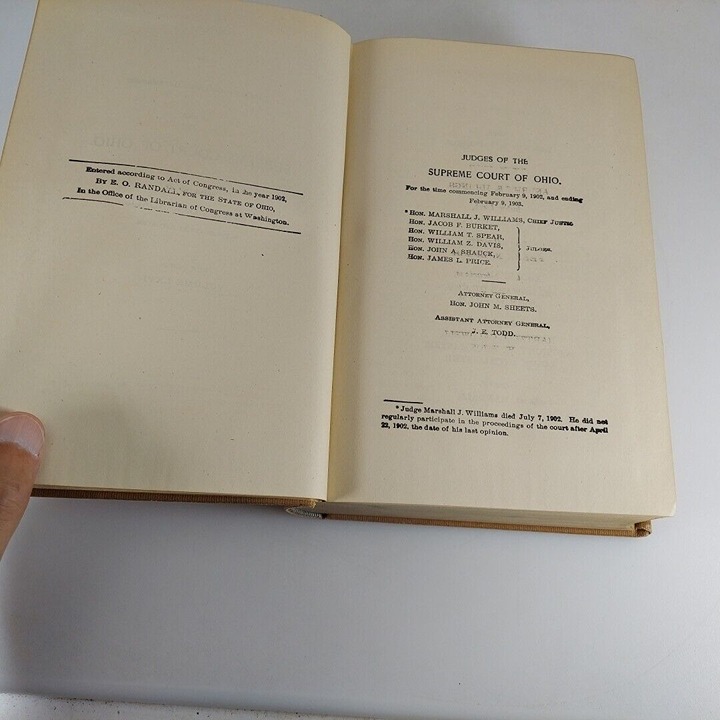 Entered according to Act of Congress, in the year 1902,
BY E. O. RANDALL, FOR THE STATE OF OHIO,
In the Office of the Librarian of Congress at Washington.
JUDGES OF THE
SUPREME COURT OF OHIO.
For the time commencing February 9, 1902, and ending
February 9, 1903.
* HON. MARSHALL J. WILLIAMS, CHIEF JUSTICE
HON. JACOB F. BURKET,
HON. WILLIAM T. SPEAR,
HON. WILLIAM Z. DAVIS,
JUDGES.
HON. JOHN A. SHAUCK,
HON. JAMES L. PRICE.
ATTORNEY GENERAL,
HON. JOHN M. SHEETS.
ASSISTANT ATTORNEY GENERAL,
J. E. TODD.
* Judge Marshall J. Williams died July 7, 1902. He did not
regularly participate in the proceedings of the court after April
22, 1902, the date of his last opinion.